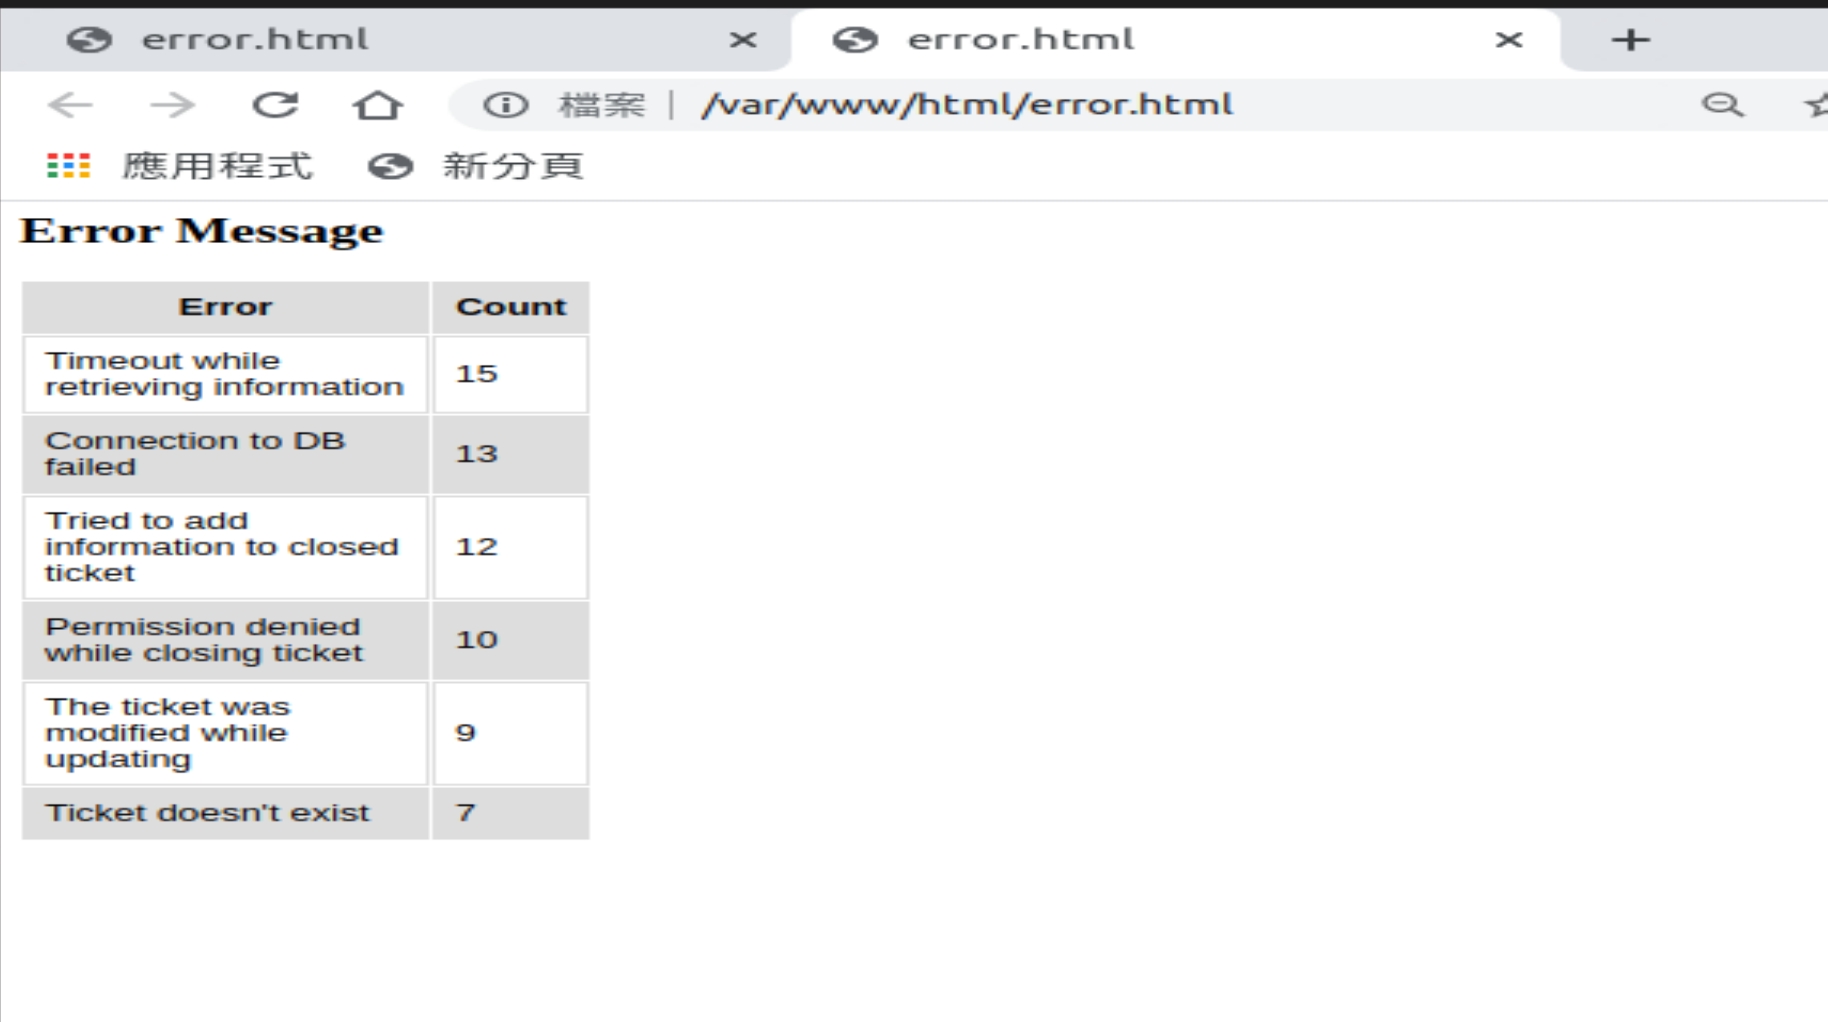 error.html
error.html
檔案 | /var/www/html/error.html
應用程式 新分頁
Error Message
Error Count
Timeout while
retrieving information
15
Connection to DB
failed
13
Tried to add
information to closed
ticket
12
Permission denied
while closing ticket
10
The ticket was
modified while
updating
9
Ticket doesn't exist
7